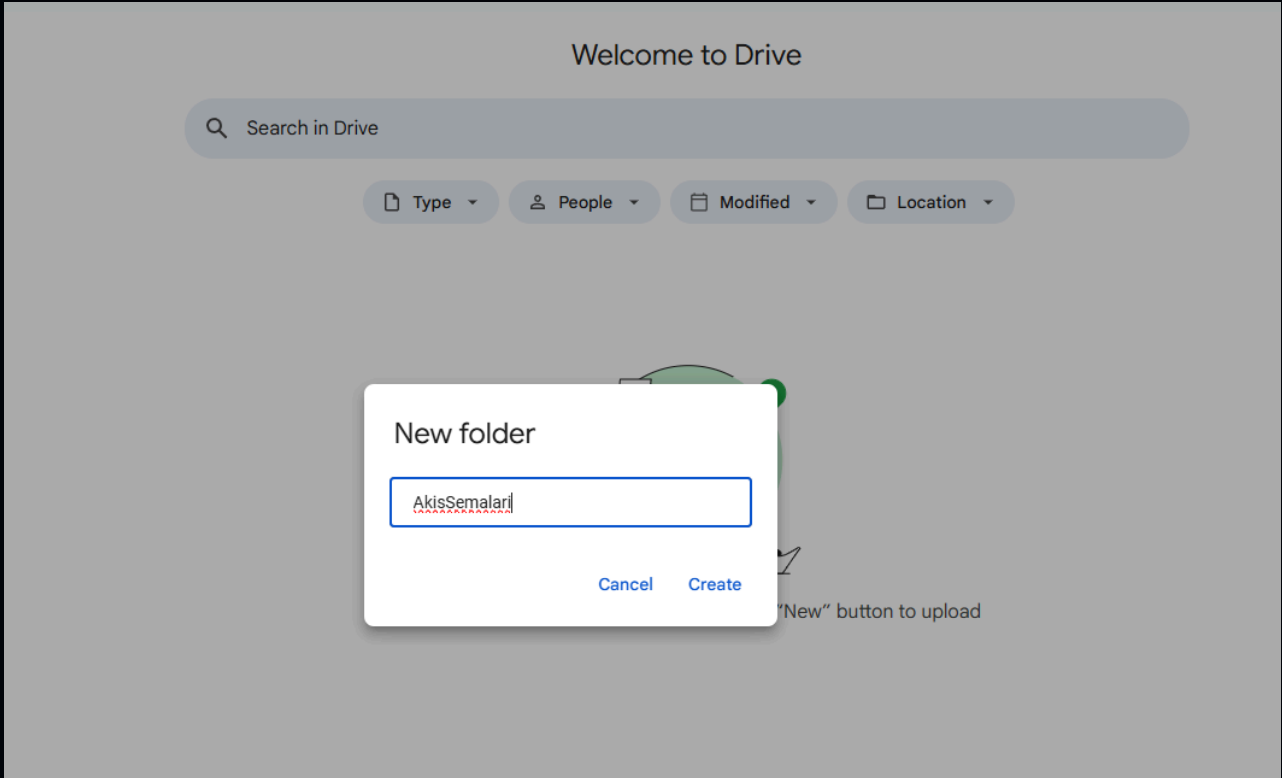 Welcome to Drive
Search in Drive
Type People Modified Location
New folder
AkisSemalari
Cancel Create
“New” button to upload